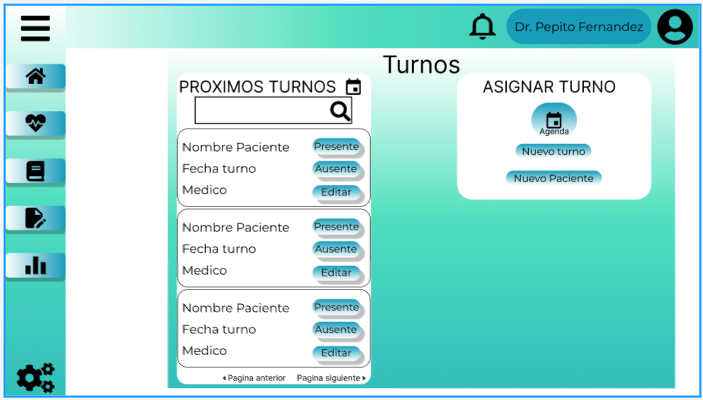 Dr. Pepito Fernandez
Turnos
PROXIMOS TURNOS
Nombre Paciente
Presente
Fecha turno
Ausente
Medico
Editar
Nombre Paciente
Presente
Fecha turno
Ausente
Medico
Editar
Nombre Paciente
Presente
Fecha turno
Ausente
Medico
Editar
Pagina anterior
Pagina siguiente
ASIGNAR TURNO
Agenda
Nuevo turno
Nuevo Paciente